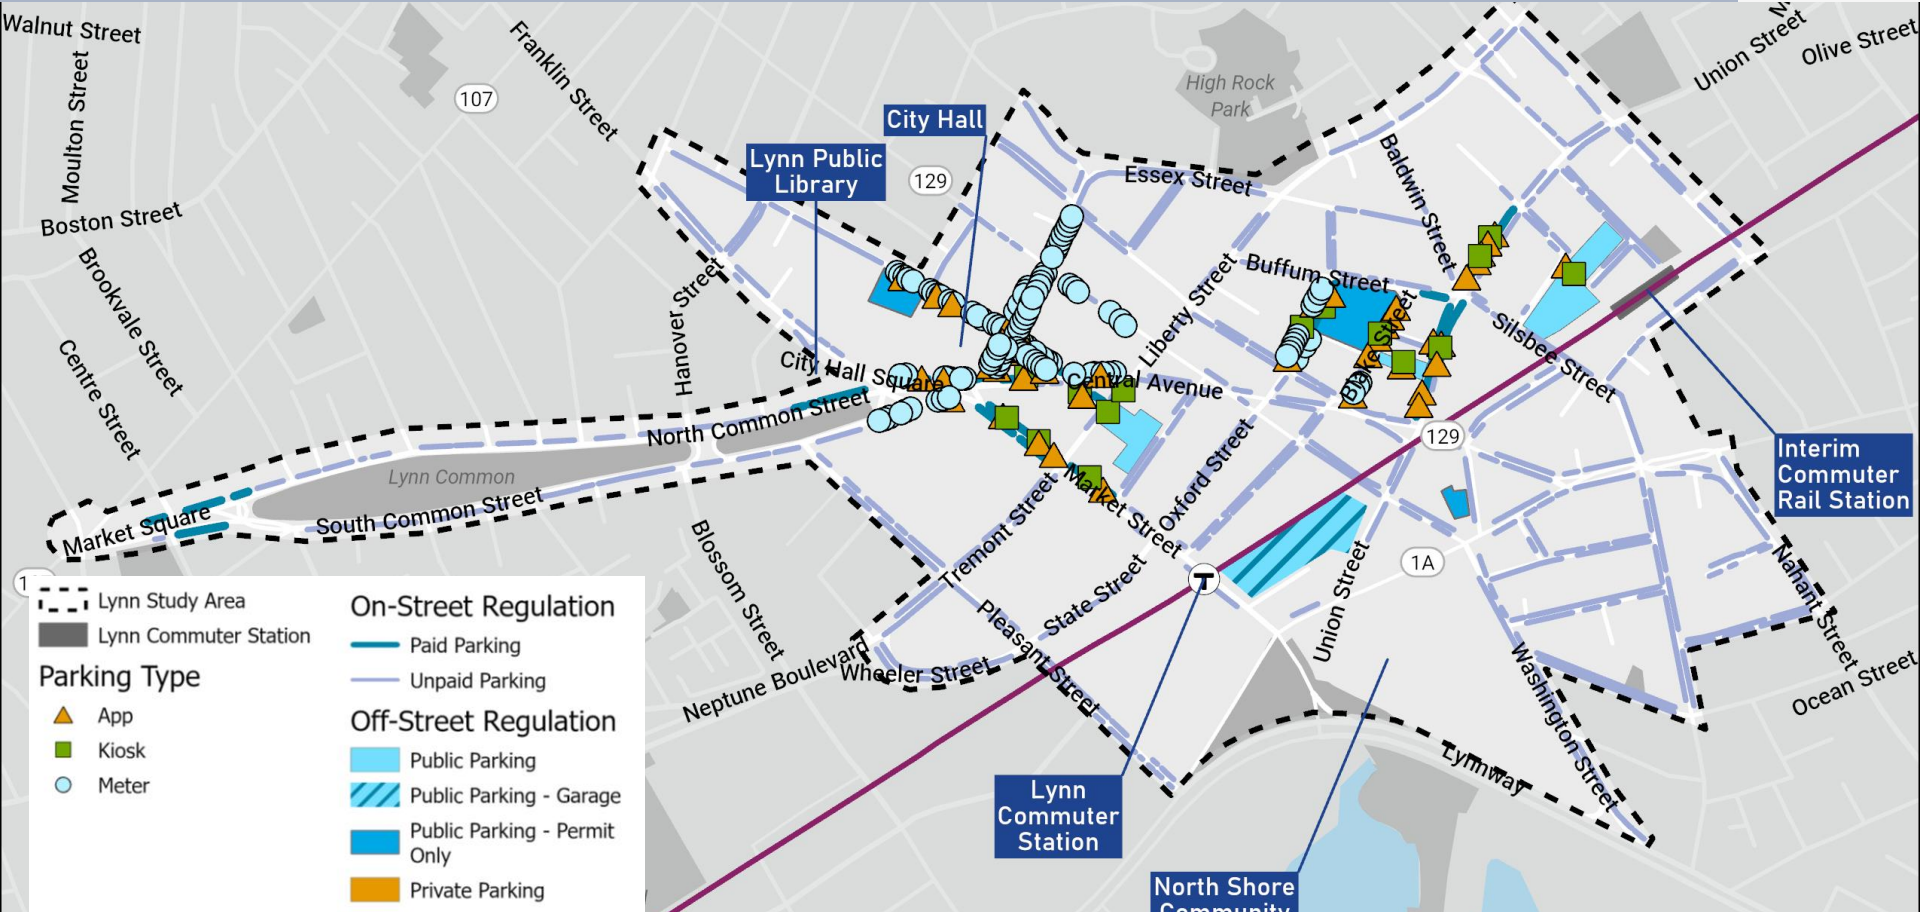 Walnut Street
Moulton Street
Boston Street
Brookvale Street
Centre Street
107
Franklin Street
High Rock
Park
Union Street
Olive Street
City Hall
Lynn Public
Library
129
Essex Street
Baldwin Street
Buffum Street
Liberty Street
Blake Street
Silsbee Street
Hanover Street
City Hall Square
Central Avenue
North Common Street
Lynn Common
South Common Street
Market Square
Market Street
Oxford Street
Tremont Street
129
Interim
Commuter
Rail Station
1A
T
Blossom Street
State Street
Pleasant Street
Union Street
Nahant Street
Neptune Boulevard
Wheeler Street
Washington Street
Ocean Street
Lynnway
Lynn
Commuter
Station
North Shore
Community
Lynn Study Area
Lynn Commuter Station
Parking Type
App
Kiosk
Meter
On-Street Regulation
Paid Parking
Unpaid Parking
Off-Street Regulation
Public Parking
Public Parking - Garage
Public Parking - Permit
Only
Private Parking